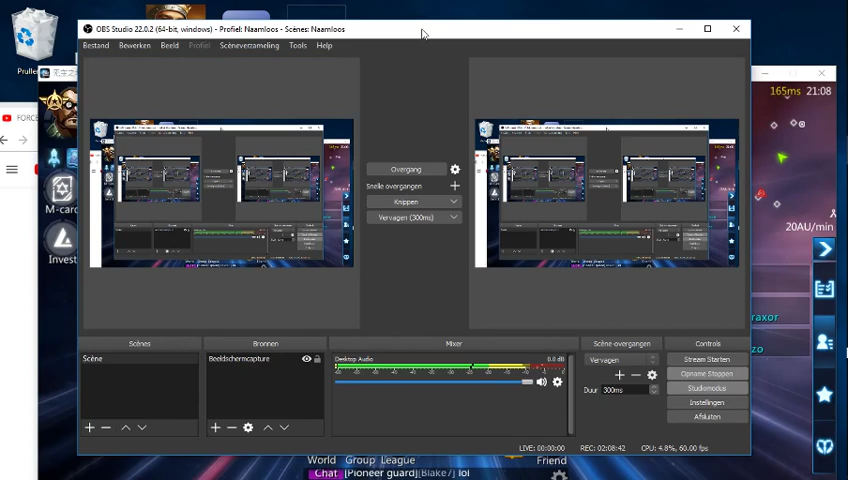 OBS Studio 22.0.2 (64-bit, windows) - Profiel: Naamloos - Scènes: Naamloos
Bestand Bewerken Beeld Profiel Scèneverzameling Tools Help
165ms 21:08
FORCE
M-card
Invest
Overgang
Snelle overgangen
Knippen
Vervagen (300ms)
20AU/min
raxor
zo
Scènes Bronnen Mixer Scène-overgangen Controls
Scène
Beeldschermcapture
Desktop Audio 0.0 dB
Vervagen
Duur 300ms
Stream Starten
Opname Stoppen
Studiomodus
Instellingen
Afsluiten
LIVE: 00:00:00 REC: 02:08:42 CPU: 4.8%, 60.00 fps
World Group League Friend
Chat [Pioneer guard][Blake7] lol